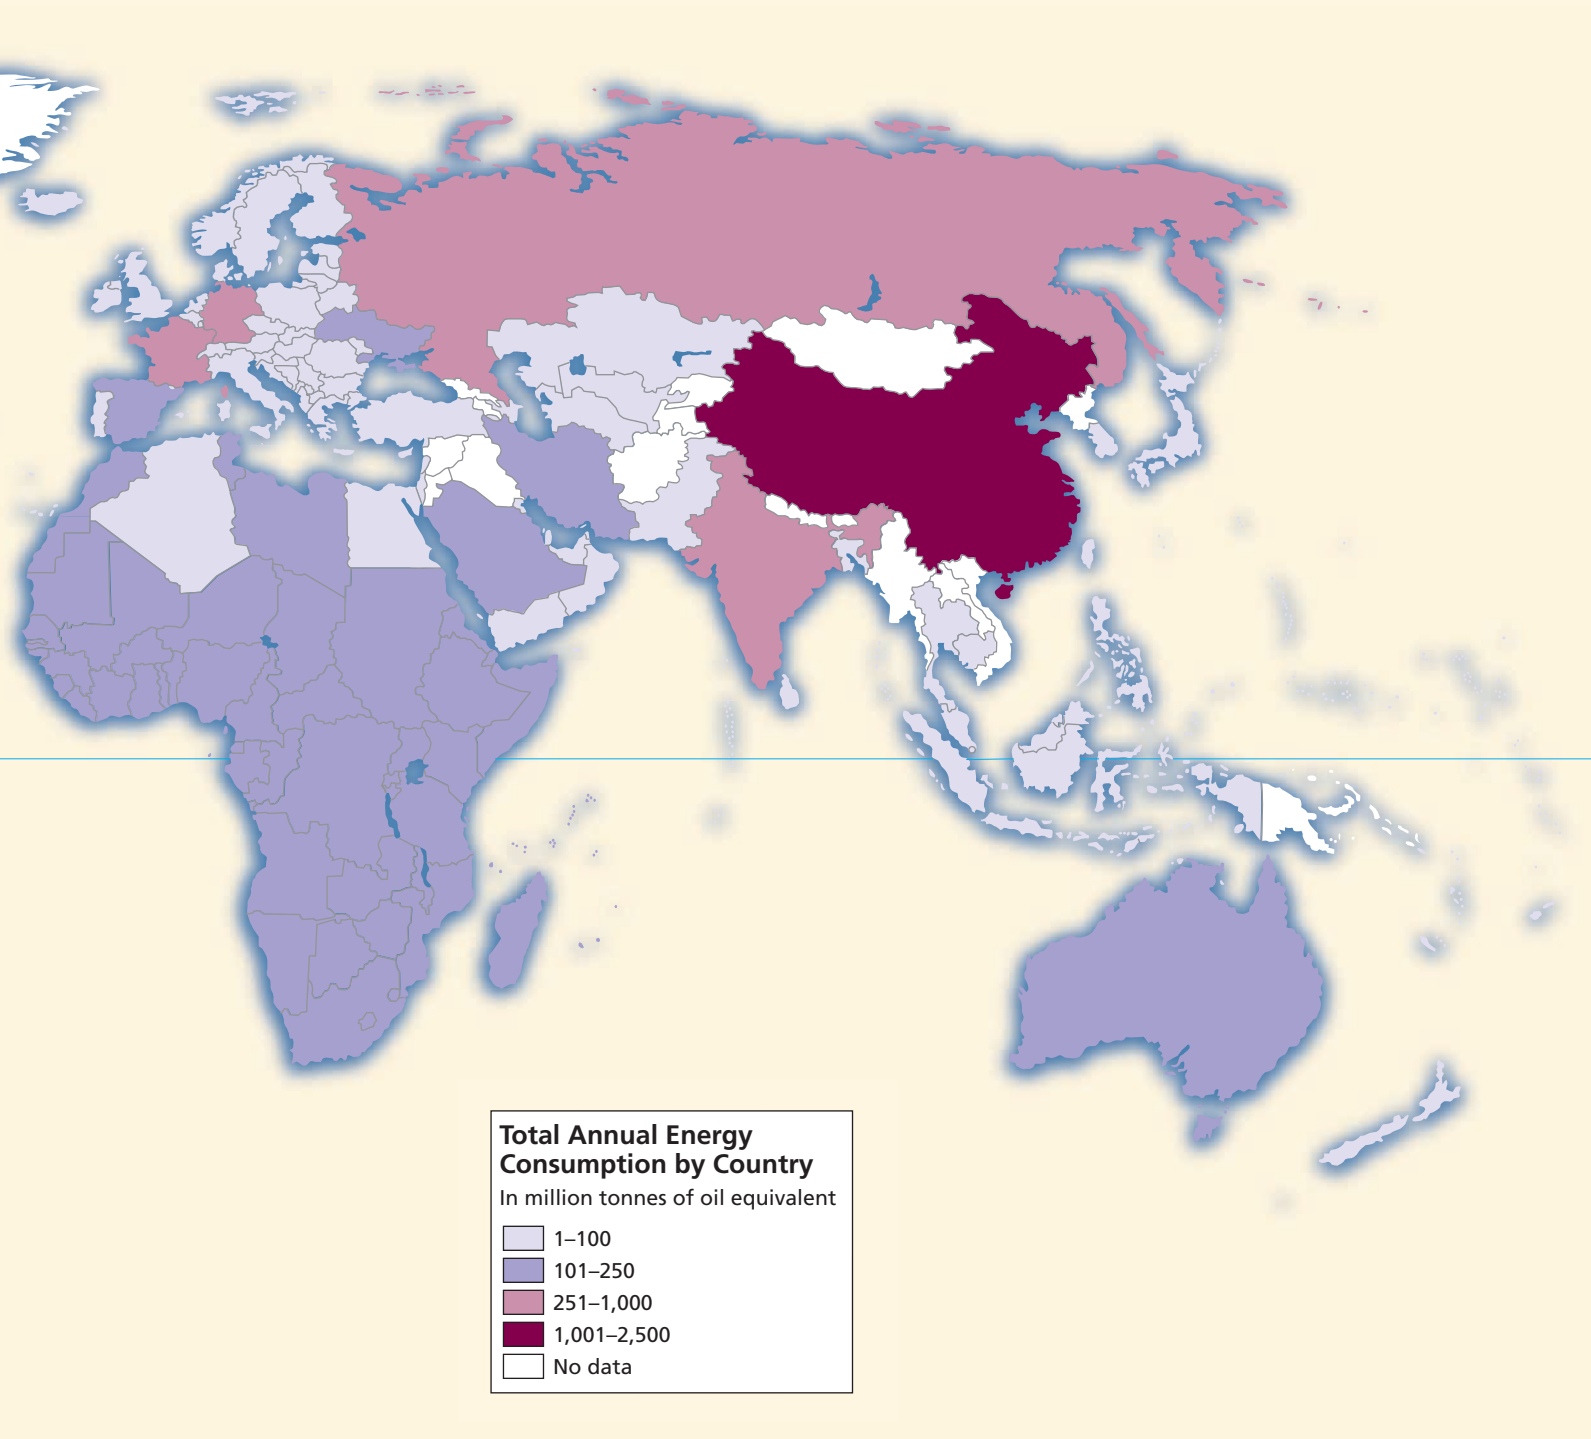 Total Annual Energy
Consumption by Country
In million tonnes of oil equivalent
1–100
101–250
251–1,000
1,001–2,500
No data